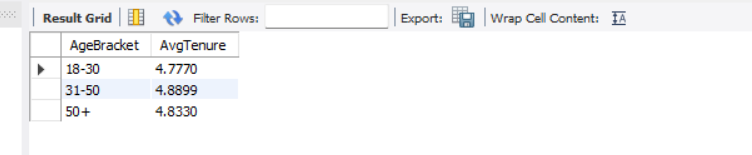 Result Grid Filter Rows: Export: Wrap Cell Content: IA
AgeBracket AvgTenure
18-30 4.7770
31-50 4.8899
50+ 4.8330